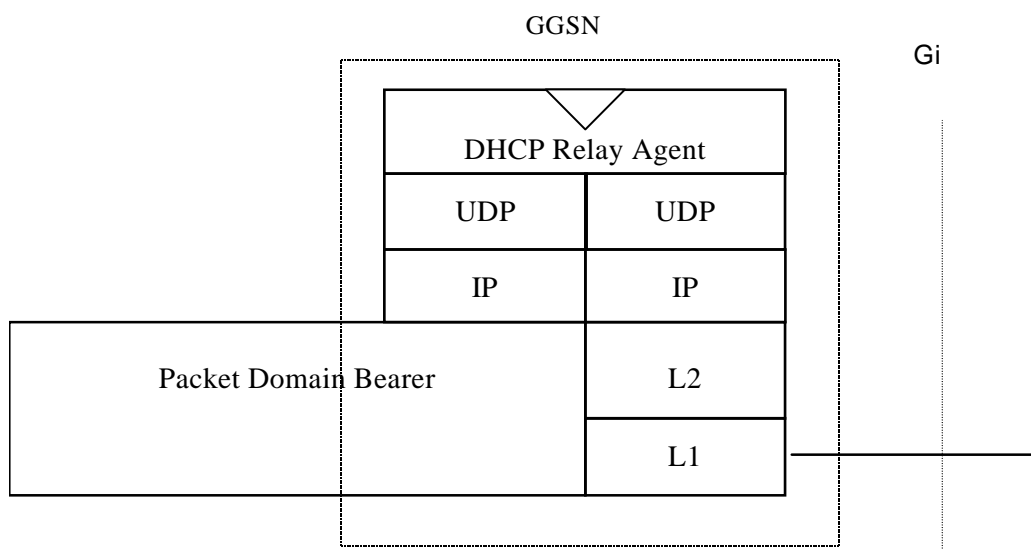 GGSN
Gi
DHCP Relay Agent
UDP
UDP
IP
IP
Packet Domain Bearer
L2
L1